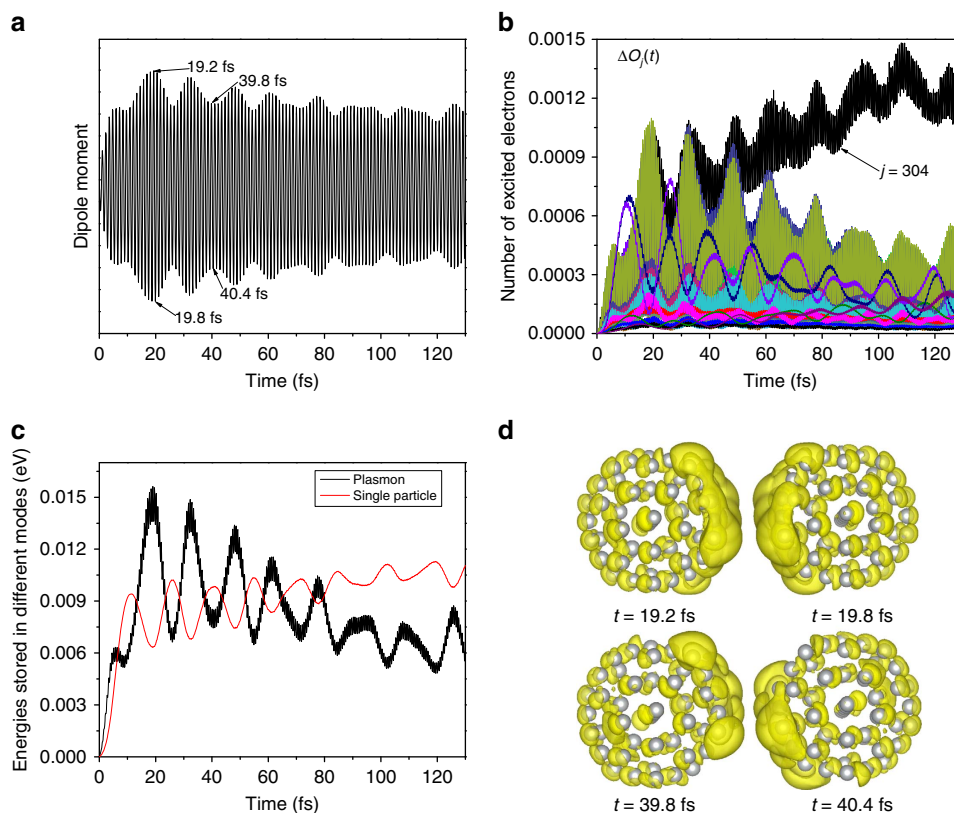 a
19.2 fs
39.8 fs
40.4 fs
19.8 fs
Dipole moment
0 20 40 60 80 100 120
Time (fs)
b
ΔOj(t)
j = 304
Number of excited electrons
0.0015
0.0012
0.0009
0.0006
0.0003
0.0000
0 20 40 60 80 100 120
Time (fs)
c
Plasmon
Single particle
Energies stored in different modes (eV)
0.015
0.012
0.009
0.006
0.003
0.000
0 20 40 60 80 100 120
Time (fs)
d
t = 19.2 fs
t = 19.8 fs
t = 39.8 fs
t = 40.4 fs